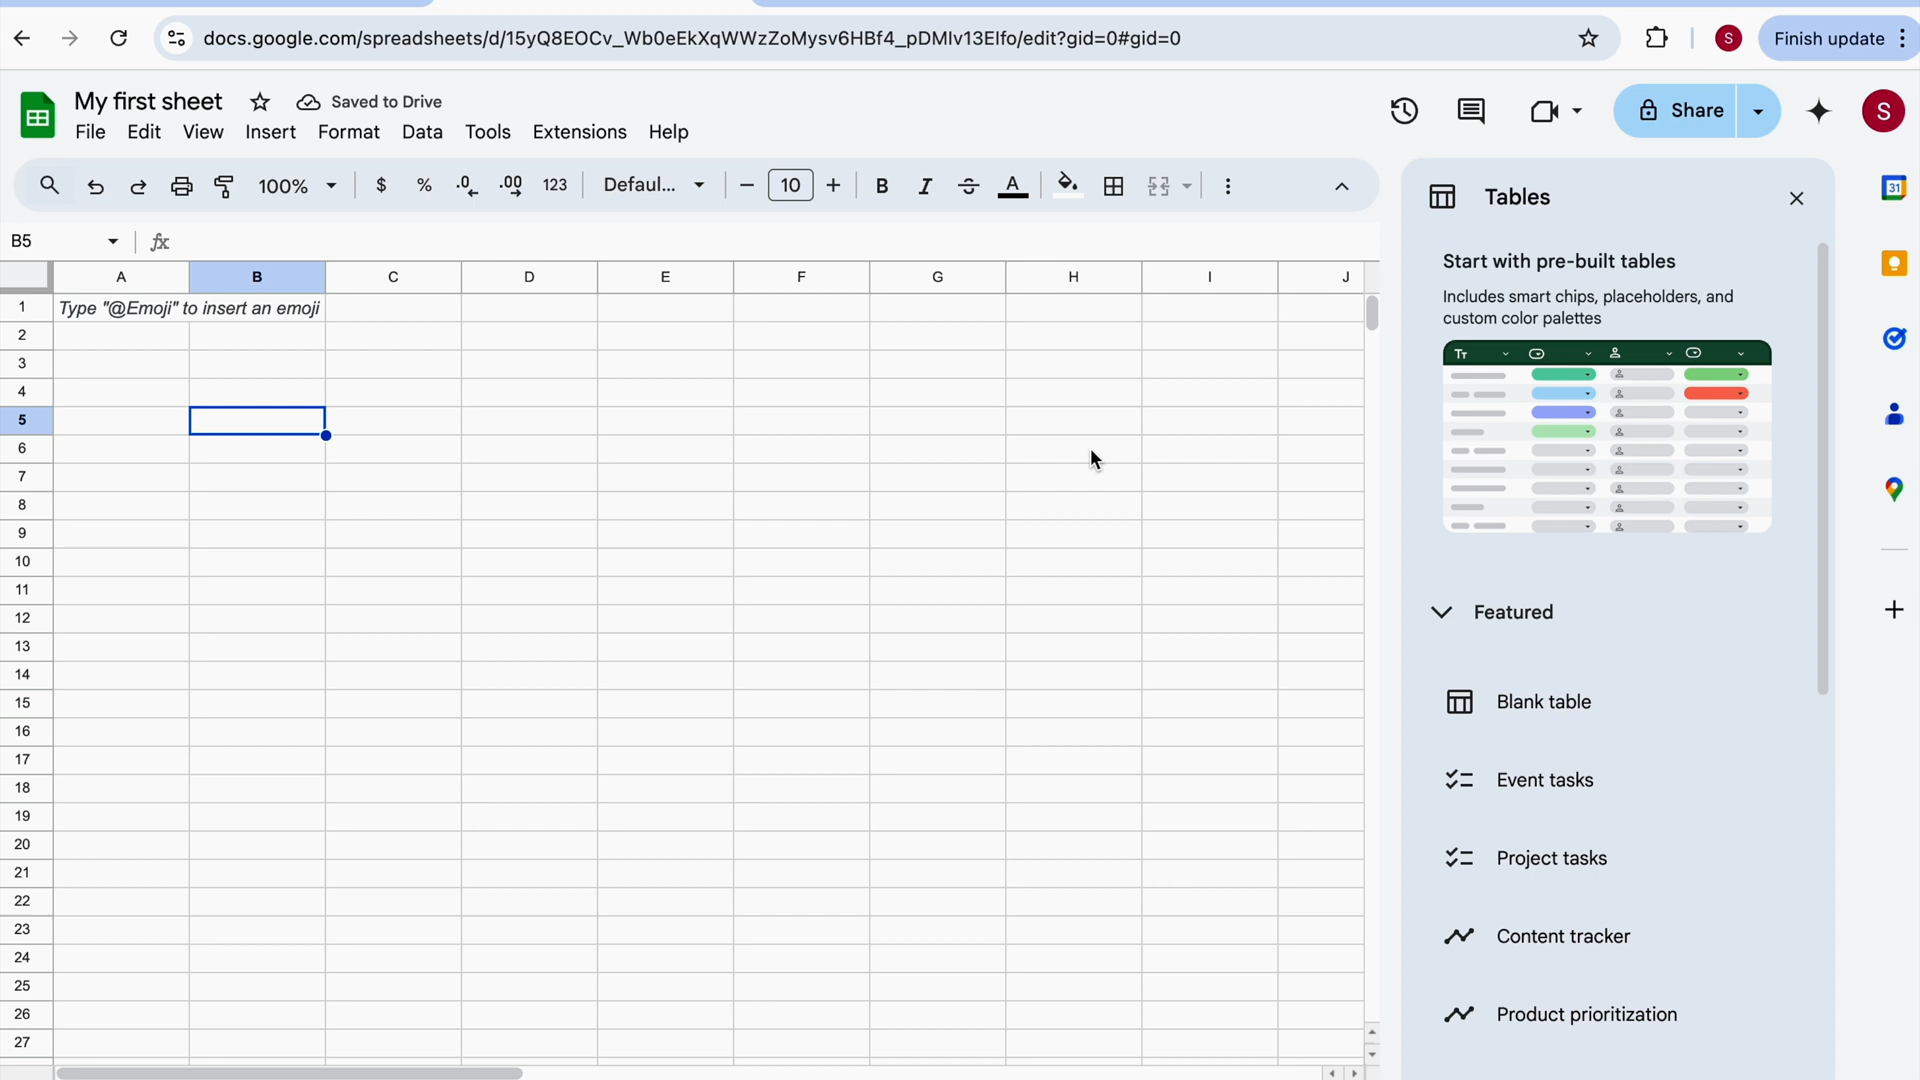 docs.google.com/spreadsheets/d/15yQ8EOCv_Wb0eEkXqWWzZoMysv6HBf4_pDMlv13Elfo/edit?gid=0#gid=0
S
Finish update
My first sheet
Saved to Drive
File Edit View Insert Format Data Tools Extensions Help
Share
S
100%
$ % .0 .00 123
Defaul...
10
B
I
A
Tables
31
B5
fx
A B C D E F G H I J
Start with pre-built tables
Includes smart chips, placeholders, and
custom color palettes
Tт
1 Type "@Emoji" to insert an emoji
2
3
4
5
6
7
8
9
10
11
12
13
14
15
16
17
18
19
20
21
22
23
24
25
26
27
Featured
Blank table
Event tasks
Project tasks
Content tracker
Product prioritization